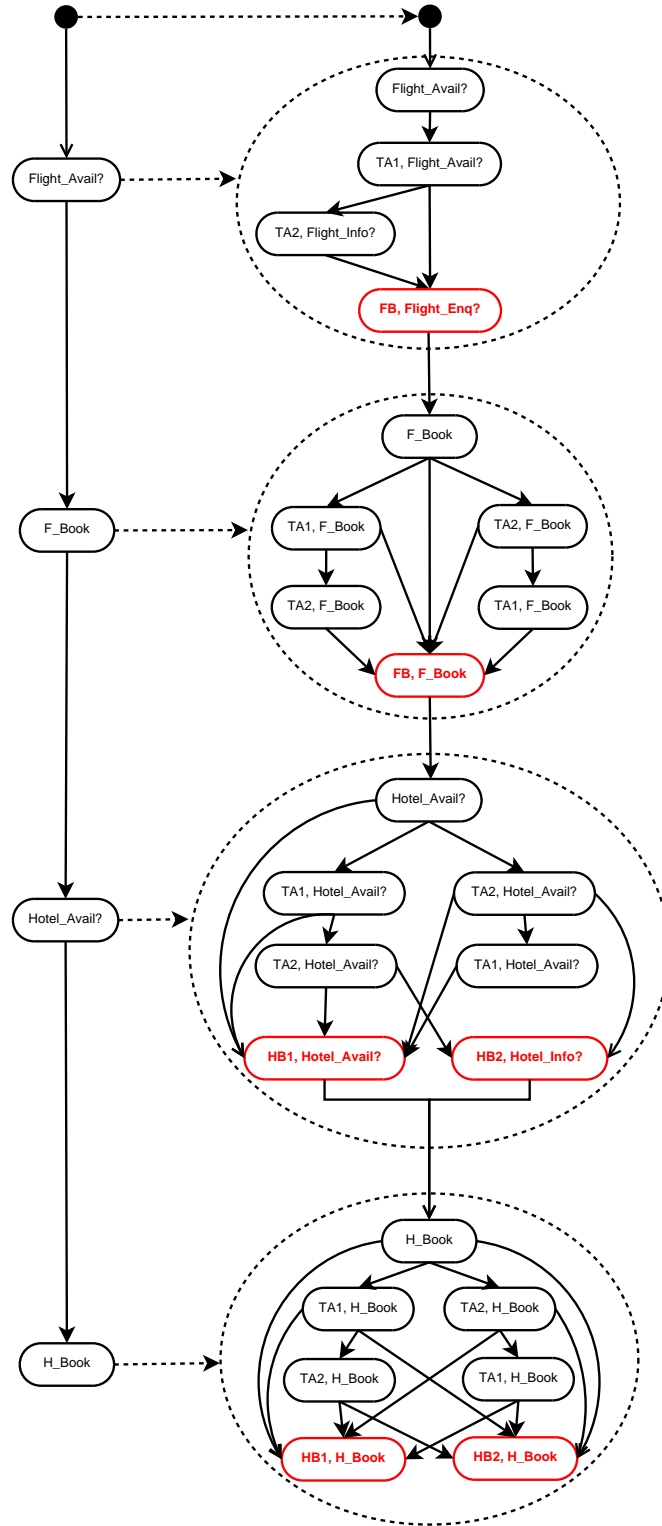 Flight_Avail?
TA1, Flight_Avail?
Flight_Avail?
TA2, Flight_Info?
FB, Flight_Enq?
F_Book
TA1, F_Book
TA2, F_Book
F_Book
TA2, F_Book
TA1, F_Book
FB, F_Book
Hotel_Avail?
TA1, Hotel_Avail?
TA2, Hotel_Avail?
Hotel_Avail?
TA2, Hotel_Avail?
TA1, Hotel_Avail?
HB1, Hotel_Avail?
HB2, Hotel_Info?
H_Book
TA1, H_Book
TA2, H_Book
H_Book
TA2, H_Book
TA1, H_Book
HB1, H_Book
HB2, H_Book